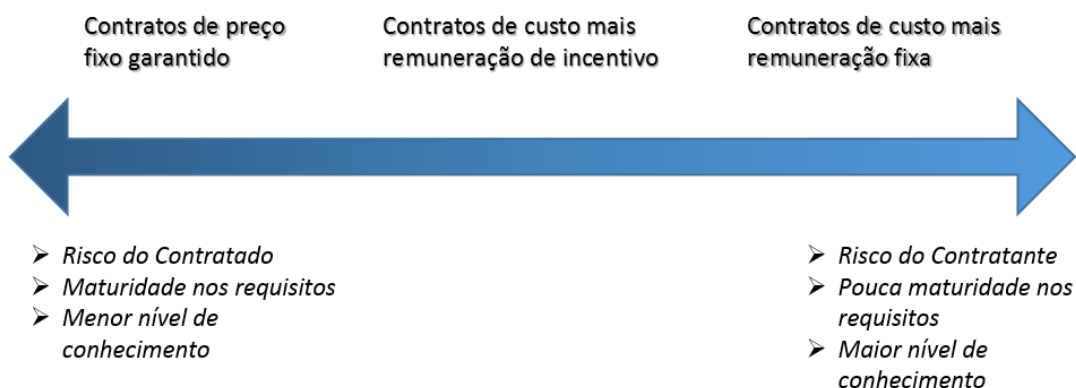 Contratos de preço
fixo garantido
Contratos de custo mais
remuneração de incentivo
Contratos de custo mais
remuneração fixa
➢ Risco do Contratado
➢ Maturidade nos requisitos
➢ Menor nível de
conhecimento
➢ Risco do Contratante
➢ Pouca maturidade nos
requisitos
➢ Maior nível de
conhecimento